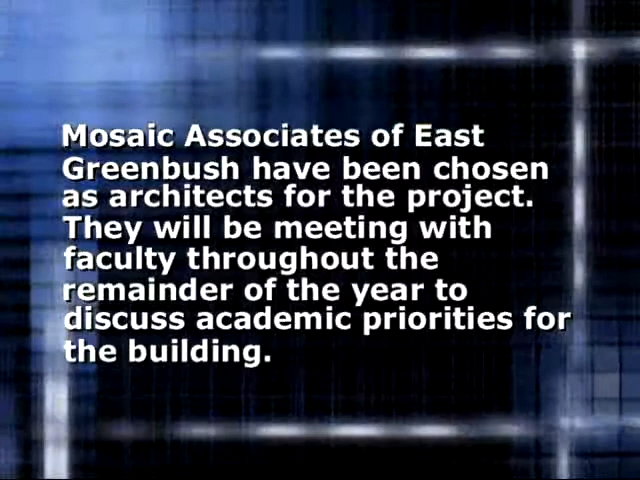 Mosaic Associates of East
Greenbush have been chosen
as architects for the project.
They will be meeting with
faculty throughout the
remainder of the year to
discuss academic priorities for
the building.